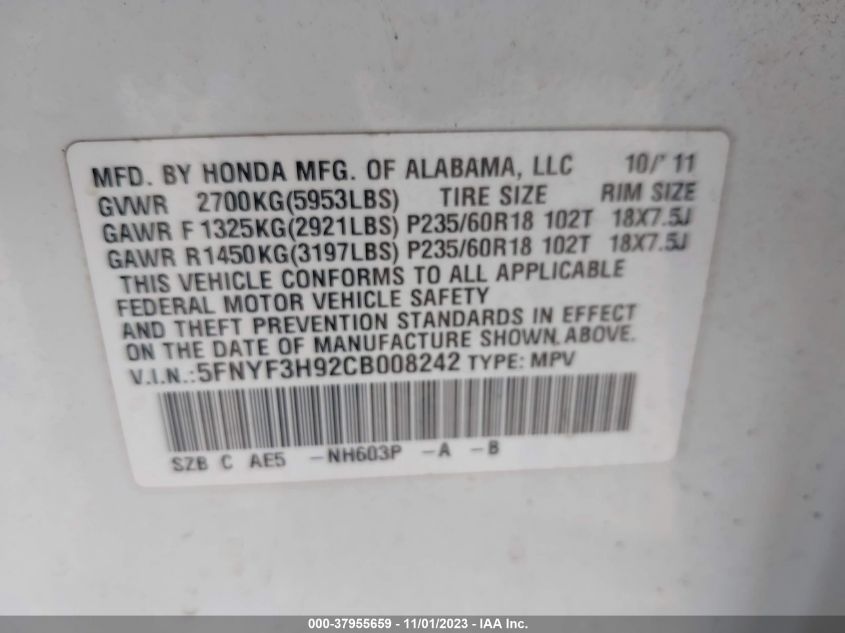 MFD. BY HONDA MFG. OF ALABAMA, LLC 10/'11
GVWR 2700KG(5953LBS) TIRE SIZE RIM SIZE
GAWR F 1325KG(2921LBS) P235/60R18 102T 18X7.5J
GAWR R1450KG(3197LBS) P235/60R18 102T 18X7.5J
THIS VEHICLE CONFORMS TO ALL APPLICABLE
FEDERAL MOTOR VEHICLE SAFETY
AND THEFT PREVENTION STANDARDS IN EFFECT
ON THE DATE OF MANUFACTURE SHOWN ABOVE.
V.I.N.:5FNYF3H92CB008242 TYPE: MPV
SZB C AE5 -NH603P -A -B
000-37955659 - 11/01/2023 - IAA Inc.